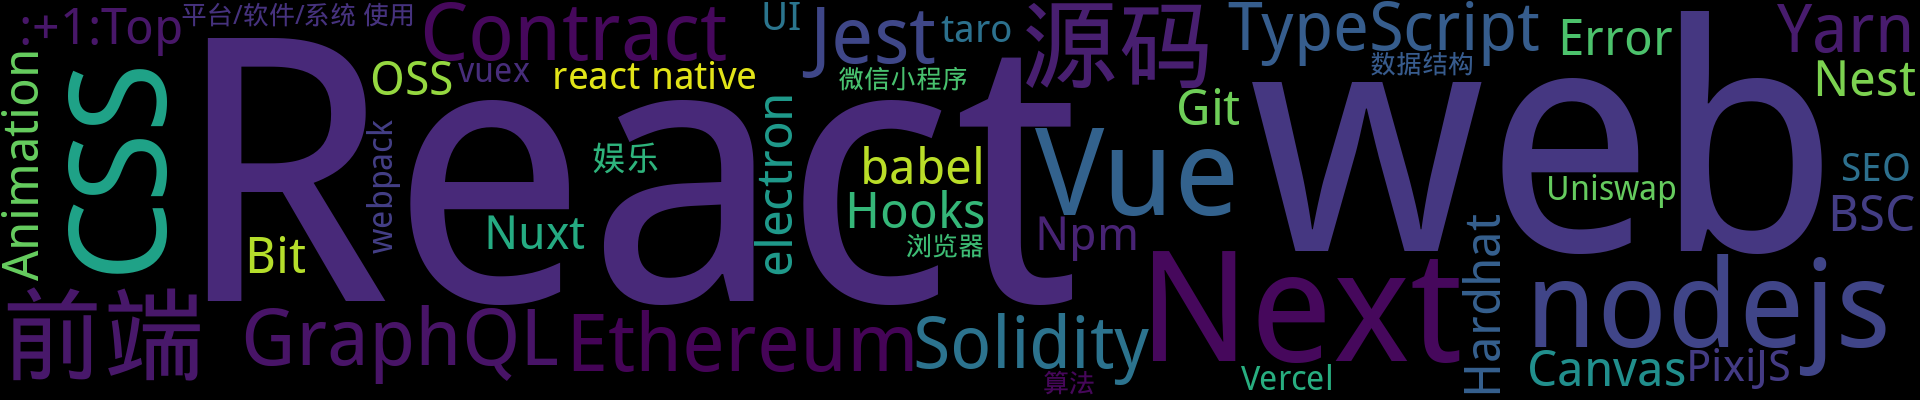 :+1:Top
平台/软件/系统 使用
Contract
UI
Jest
taro
源码
TypeScript
Error
Yarn
Animation
CSS
React
OSS
vuex
react native
微信小程序
数据结构
web
Nest
Git
webpack
娱乐
electron
babel
Vue
SEO
Uniswap
BSC
Hooks
Nuxt
浏览器
Npm
Bit
Hardhat
Next
nodejs
前端
GraphQL
Ethereum
Solidity
算法
Vercel
Canvas
PixiJS